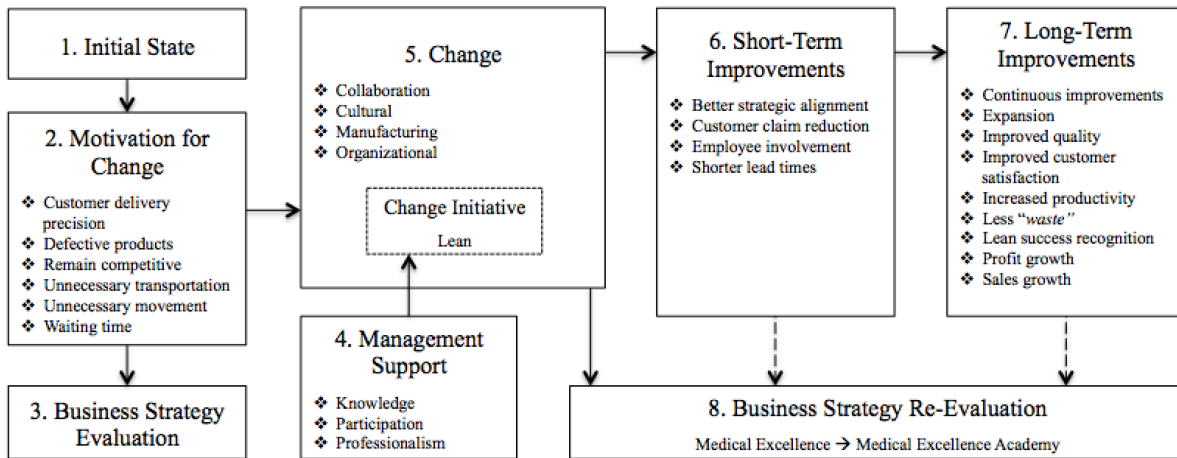 1. Initial State
2. Motivation for
Change
❖ Customer delivery
precision
❖ Defective products
❖ Remain competitive
❖ Unnecessary transportation
❖ Unnecessary movement
❖ Waiting time
3. Business Strategy
Evaluation
4. Management
Support
❖ Knowledge
❖ Participation
❖ Professionalism
5. Change
❖ Collaboration
❖ Cultural
❖ Manufacturing
❖ Organizational
Change Initiative
Lean
6. Short-Term
Improvements
❖ Better strategic alignment
❖ Customer claim reduction
❖ Employee involvement
❖ Shorter lead times
7. Long-Term
Improvements
❖ Continuous improvements
❖ Expansion
❖ Improved quality
❖ Improved customer
satisfaction
❖ Increased productivity
❖ Less “waste”
❖ Lean success recognition
❖ Profit growth
❖ Sales growth
8. Business Strategy Re-Evaluation
Medical Excellence → Medical Excellence Academy